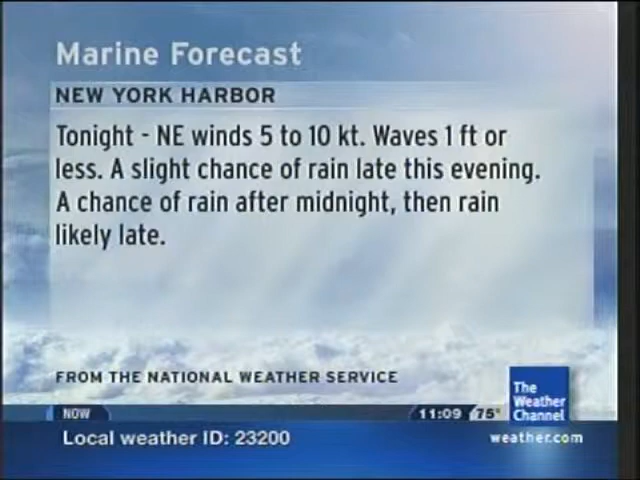 Marine Forecast
NEW YORK HARBOR
Tonight - NE winds 5 to 10 kt. Waves 1 ft or
less. A slight chance of rain late this evening.
A chance of rain after midnight, then rain
likely late.
FROM THE NATIONAL WEATHER SERVICE
The
Weather
Channel
NOW
11:09 75°
Local weather ID: 23200
weather.com